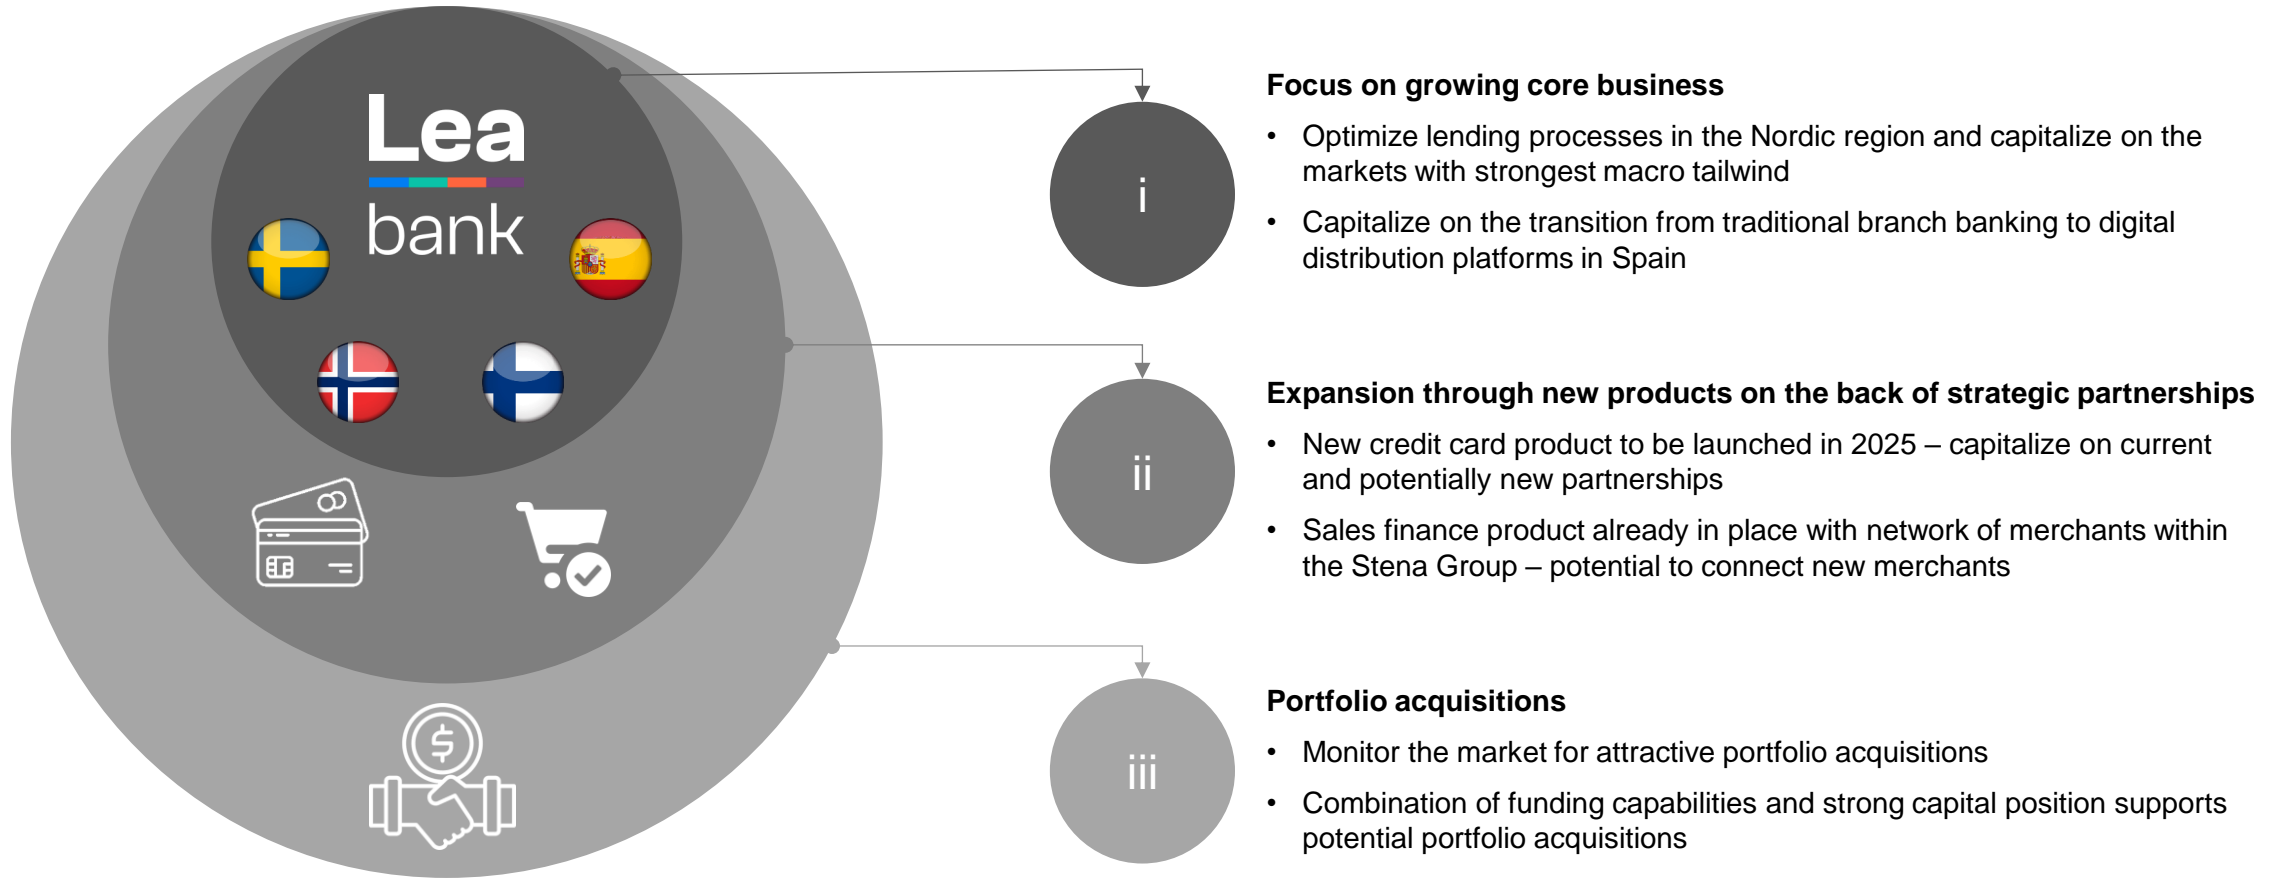 Lea
bank
i
Focus on growing core business
• Optimize lending processes in the Nordic region and capitalize on the
markets with strongest macro tailwind
• Capitalize on the transition from traditional branch banking to digital
distribution platforms in Spain
ii
Expansion through new products on the back of strategic partnerships
• New credit card product to be launched in 2025 – capitalize on current
and potentially new partnerships
• Sales finance product already in place with network of merchants within
the Stena Group – potential to connect new merchants
$
iii
Portfolio acquisitions
• Monitor the market for attractive portfolio acquisitions
• Combination of funding capabilities and strong capital position supports
potential portfolio acquisitions